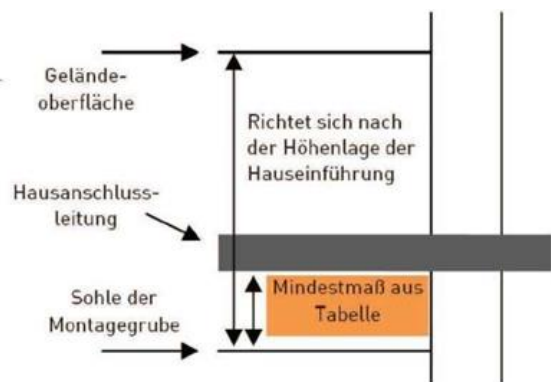 Gelände-
oberfläche
Richtet sich nach
der Höhenlage der
Hauseinführung
Hausanschluss-
leitung
Mindestmaß aus
Tabelle
Sohle der
Montagegrube